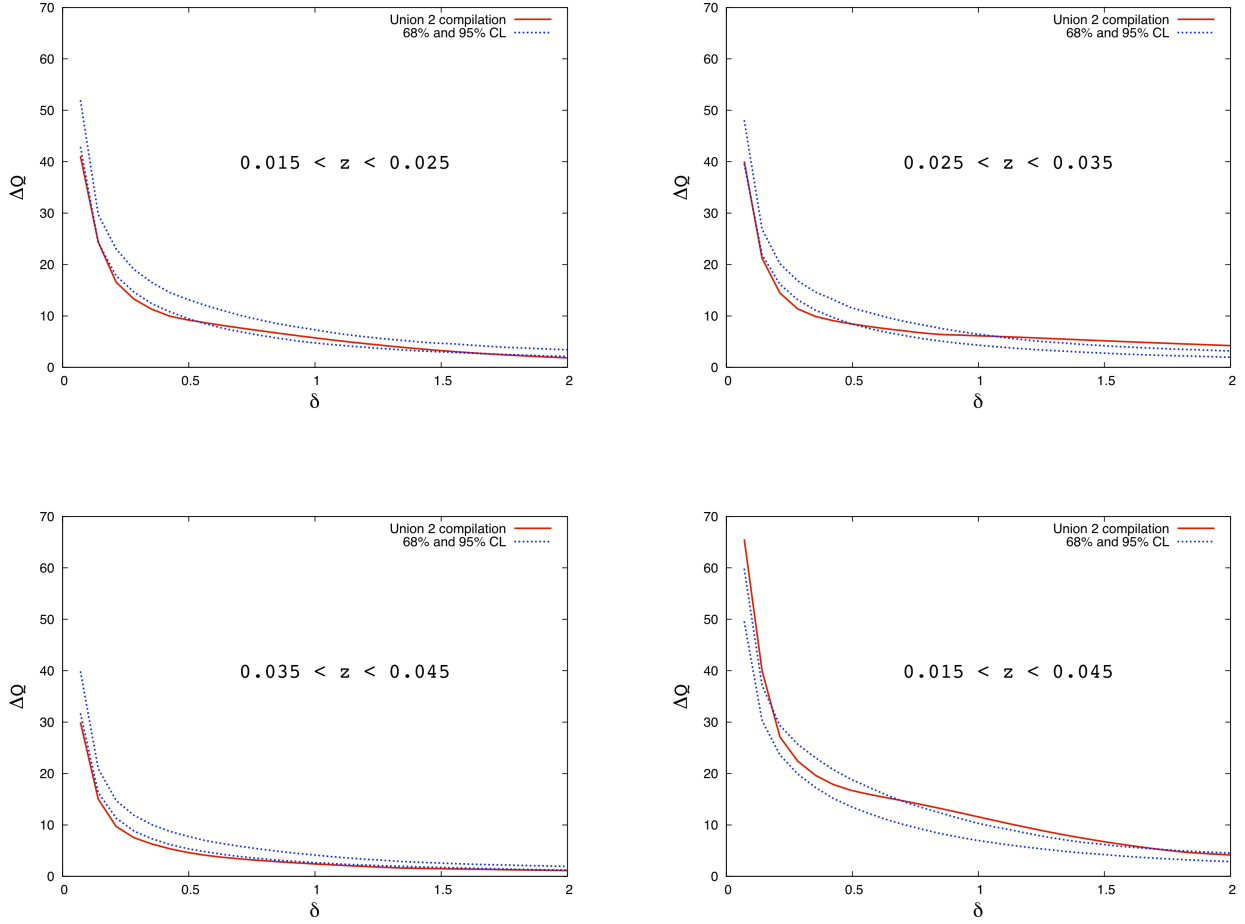 70
60
50
40
30
20
10
0
ΔQ
Union 2 compilation
68% and 95% CL
0.015 < z < 0.025
0 0.5 1 1.5 2
δ
70
60
50
40
30
20
10
0
ΔQ
Union 2 compilation
68% and 95% CL
0.025 < z < 0.035
0 0.5 1 1.5 2
δ
70
60
50
40
30
20
10
0
ΔQ
Union 2 compilation
68% and 95% CL
0.035 < z < 0.045
0 0.5 1 1.5 2
δ
70
60
50
40
30
20
10
0
ΔQ
Union 2 compilation
68% and 95% CL
0.015 < z < 0.045
0 0.5 1 1.5 2
δ